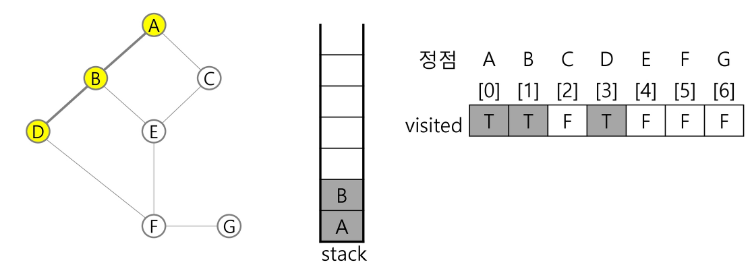 A
B
C
D
E
F
G
B
A
stack
정점 A B C D E F G
[0] [1] [2] [3] [4] [5] [6]
visited T T F T F F F